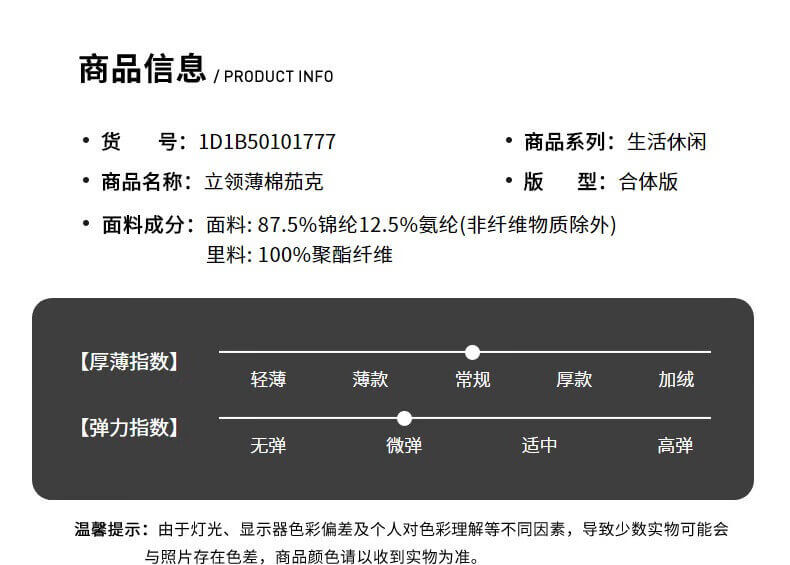 商品信息 / PRODUCT INFO
• 货 号：1D1B50101777 • 商品系列：生活休闲
• 商品名称：立领薄棉茄克 • 版 型：合体版
• 面料成分：面料: 87.5%锦纶12.5%氨纶(非纤维物质除外)
里料: 100%聚酯纤维
【厚薄指数】
轻薄 薄款 常规 厚款 加绒
【弹力指数】
无弹 微弹 适中 高弹
温馨提示：由于灯光、显示器色彩偏差及个人对色彩理解等不同因素，导致少数实物可能会
与照片存在色差，商品颜色请以收到实物为准。